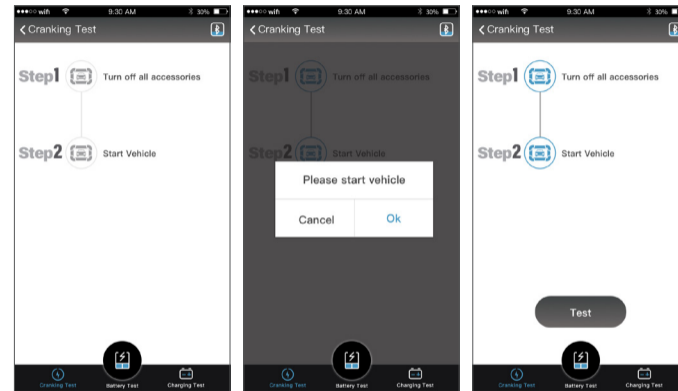 wifi 9:30 AM 30%
Cranking Test
Step1 Turn off all accessories
Step2 Start Vehicle
Cranking Test Battery Test Charging Test
wifi 9:30 AM 30%
Cranking Test
Step1 Turn off all accessories
Step2 Start Vehicle
Please start vehicle
Cancel Ok
Cranking Test Battery Test Charging Test
wifi 9:30 AM 30%
Cranking Test
Step1 Turn off all accessories
Step2 Start Vehicle
Test
Cranking Test Battery Test Charging Test